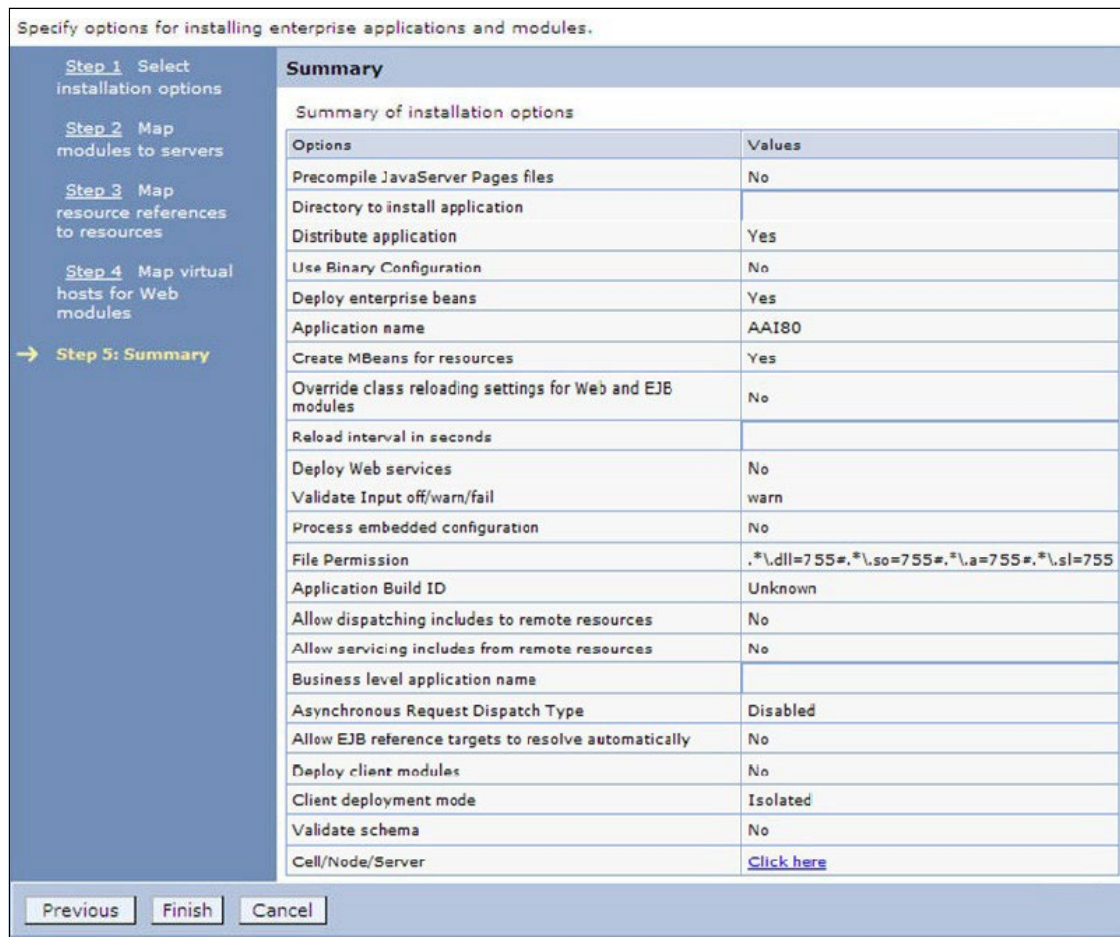 Specify options for installing enterprise applications and modules.
Step 1 Select
installation options
Step 2 Map
modules to servers
Step 3 Map
resource references
to resources
Step 4 Map virtual
hosts for Web
modules
→ Step 5: Summary
Summary
Summary of installation options
Options Values
Precompile JavaServer Pages files No
Directory to install application
Distribute application Yes
Use Binary Configuration No
Deploy enterprise beans Yes
Application name AAI80
Create MBeans for resources Yes
Override class reloading settings for Web and EJB
modules No
Reload interval in seconds
Deploy Web services No
Validate Input off/warn/fail warn
Process embedded configuration No
File Permission .*\.dll=755#.*\.so=755#.*\.a=755#.*\.sl=755
Application Build ID Unknown
Allow dispatching includes to remote resources No
Allow servicing includes from remote resources No
Business level application name
Asynchronous Request Dispatch Type Disabled
Allow EJB reference targets to resolve automatically No
Deploy client modules No
Client deployment mode Isolated
Validate schema No
Cell/Node/Server Click here
Previous Finish Cancel